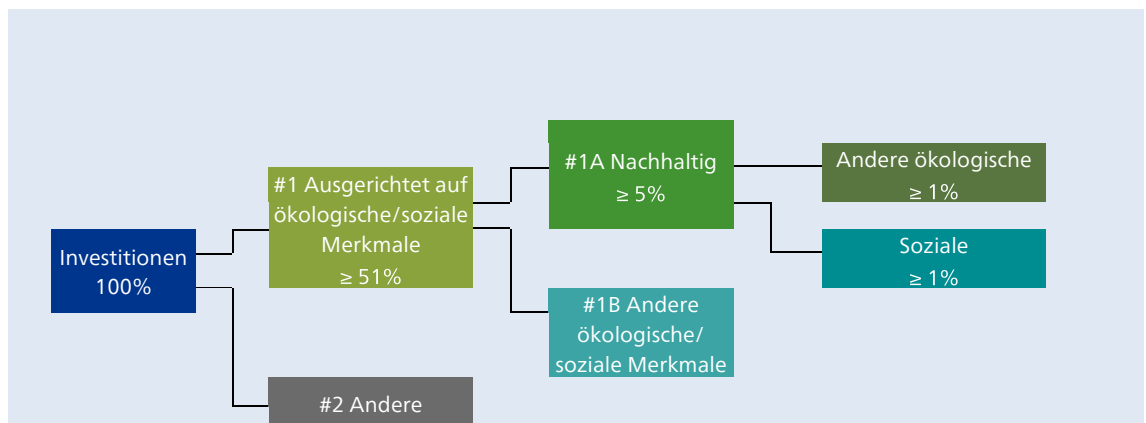 Investitionen
100%
#1 Ausgerichtet auf
ökologische/soziale
Merkmale
≥ 51%
#2 Andere
#1A Nachhaltig
≥ 5%
#1B Andere
ökologische/
soziale Merkmale
Andere ökologische
≥ 1%
Soziale
≥ 1%